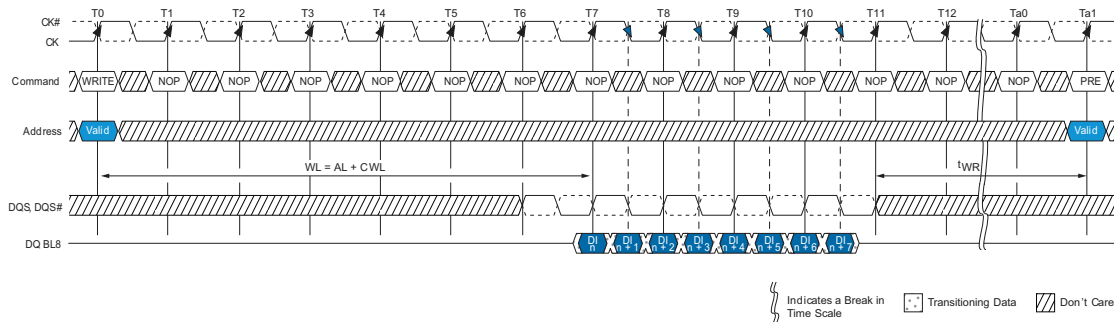 T0 T1 T2 T3 T4 T5 T6 T7 T8 T9 T10 T11 T12 Ta0 Ta1
CK#
CK
Command WRITE NOP NOP NOP NOP NOP NOP NOP NOP NOP NOP NOP NOP NOP PRE
Address Valid Valid
WL = AL + CWL tWR
DQS, DQS#
DQ BL8 DI n DI n + 1 DI n + 2 DI n + 3 DI n + 4 DI n + 5 DI n + 6 DI n + 7
Indicates a Break in
Time Scale
Transitioning Data
Don't Care